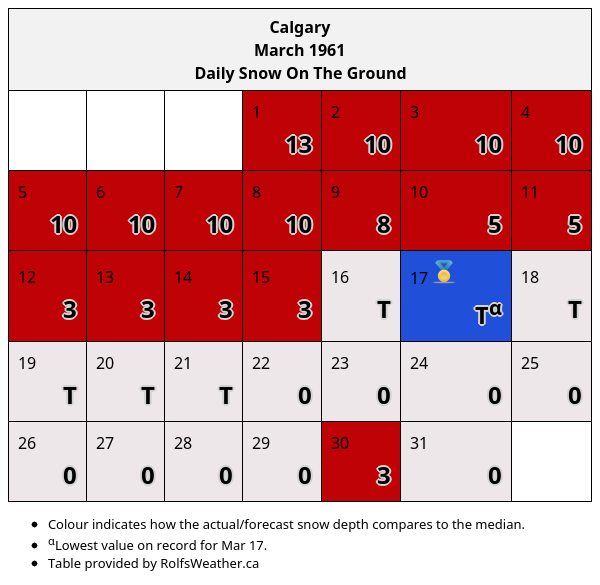 Calgary
March 1961
Daily Snow On The Ground
1 2 3 4
13 10 10 10
5 6 7 8 9 10 11
10 10 10 10 8 5 5
12 13 14 15 16 17 18
3 3 3 3 T Tα T
19 20 21 22 23 24 25
T T T 0 0 0 0
26 27 28 29 30 31
0 0 0 0 3 0
Colour indicates how the actual/forecast snow depth compares to the median.
αLowest value on record for Mar 17.
Table provided by RolfsWeather.ca